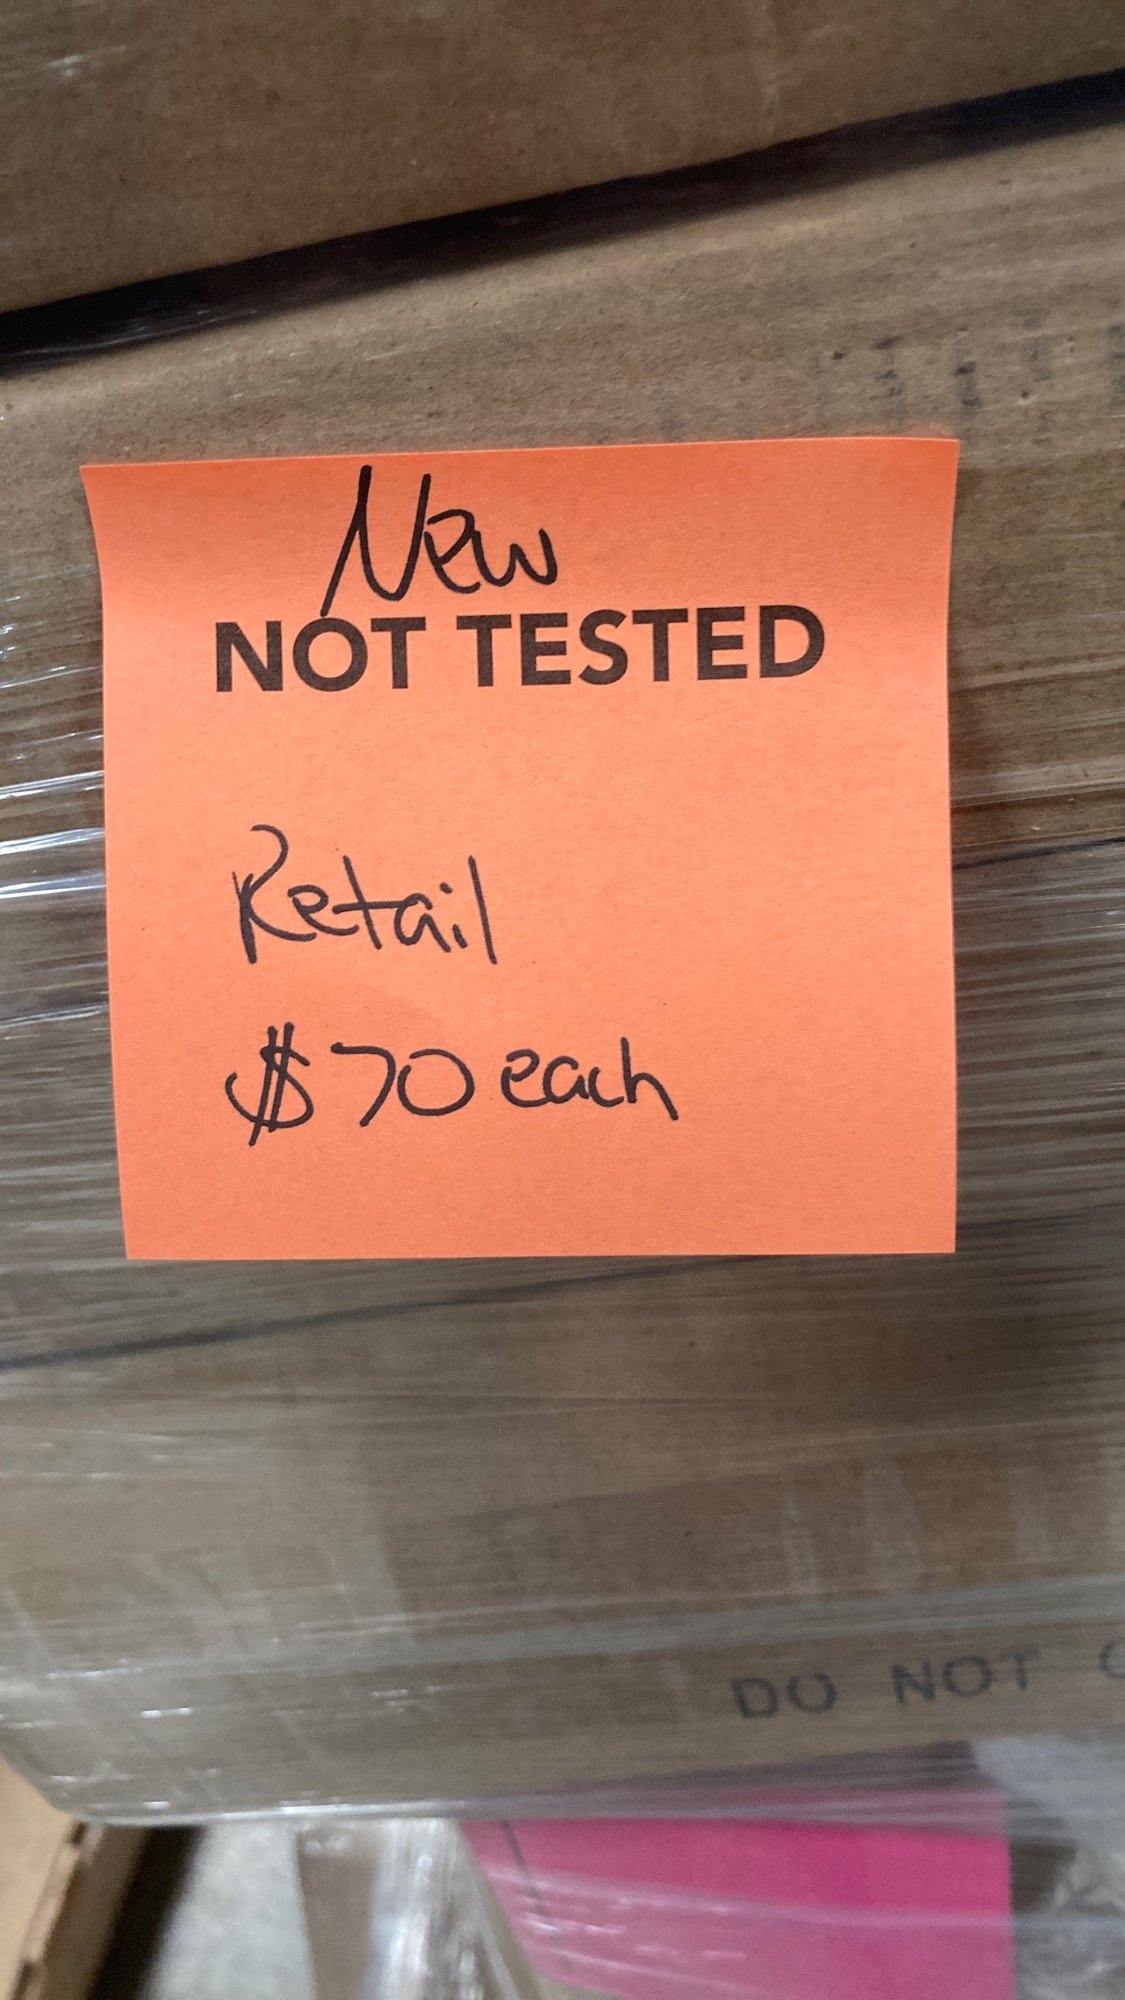 New
NOT TESTED
Retail
$70 each
DO NOT